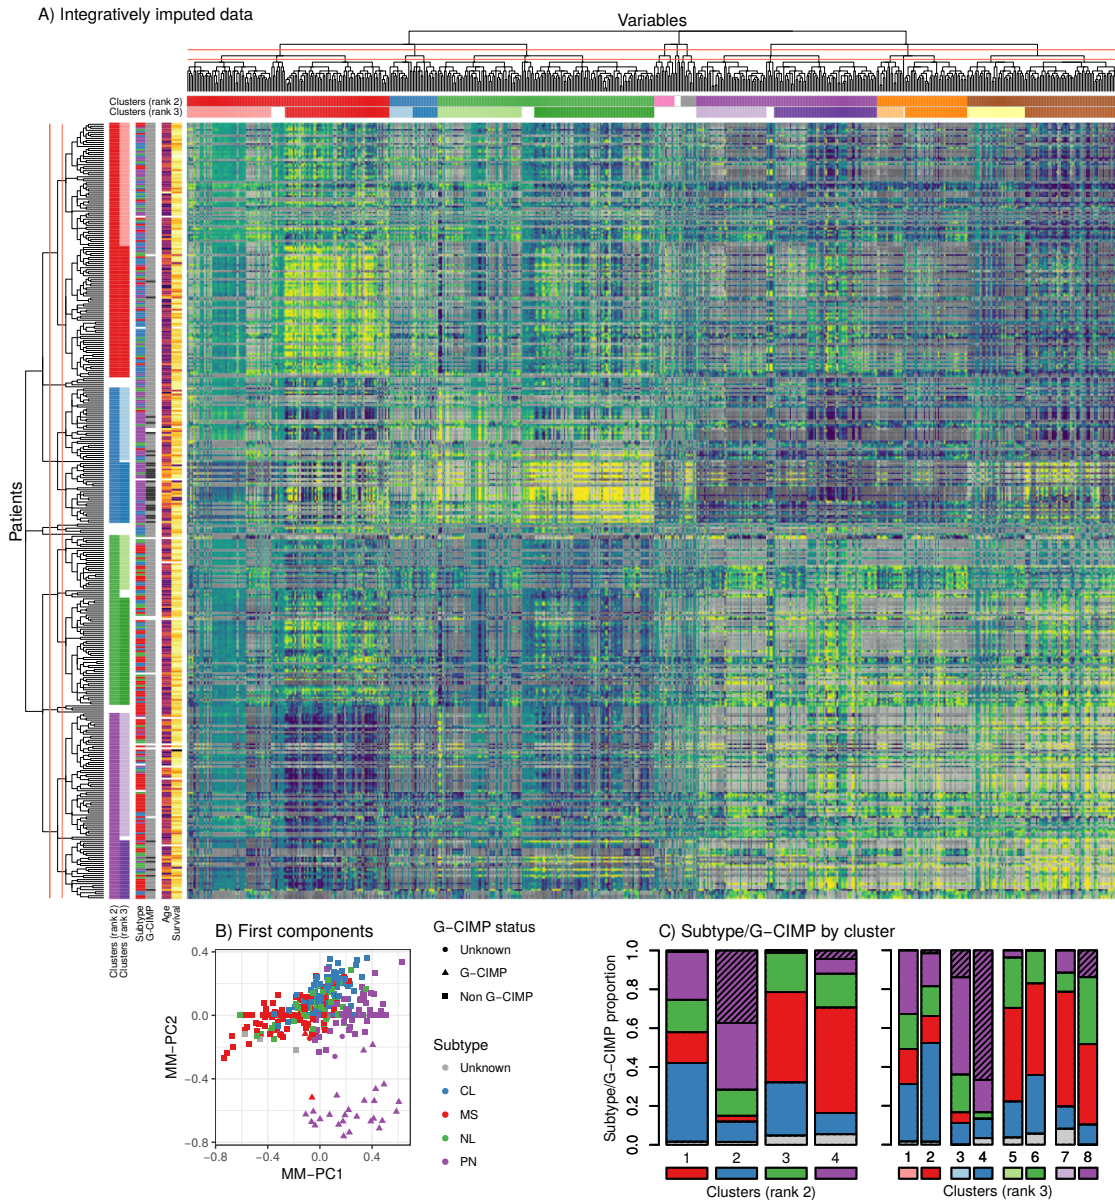 A) Integratively imputed data
Variables
Clusters (rank 2)
Clusters (rank 3)
Patients
Clusters (rank 2)
Clusters (rank 3)
Subtype
G−CIMP
Age
Survival
B) First components
0.4
0.0
−0.4
−0.8
MM−PC2
−0.8 −0.4 0.0 0.4
MM−PC1
G−CIMP status
Unknown
G−CIMP
Non G−CIMP
Subtype
Unknown
CL
MS
NL
PN
C) Subtype/G−CIMP by cluster
Subtype/G−CIMP proportion
1.0
0.8
0.6
0.4
0.2
0.0
1 2 3 4
Clusters (rank 2)
1 2 3 4 5 6 7 8
Clusters (rank 3)